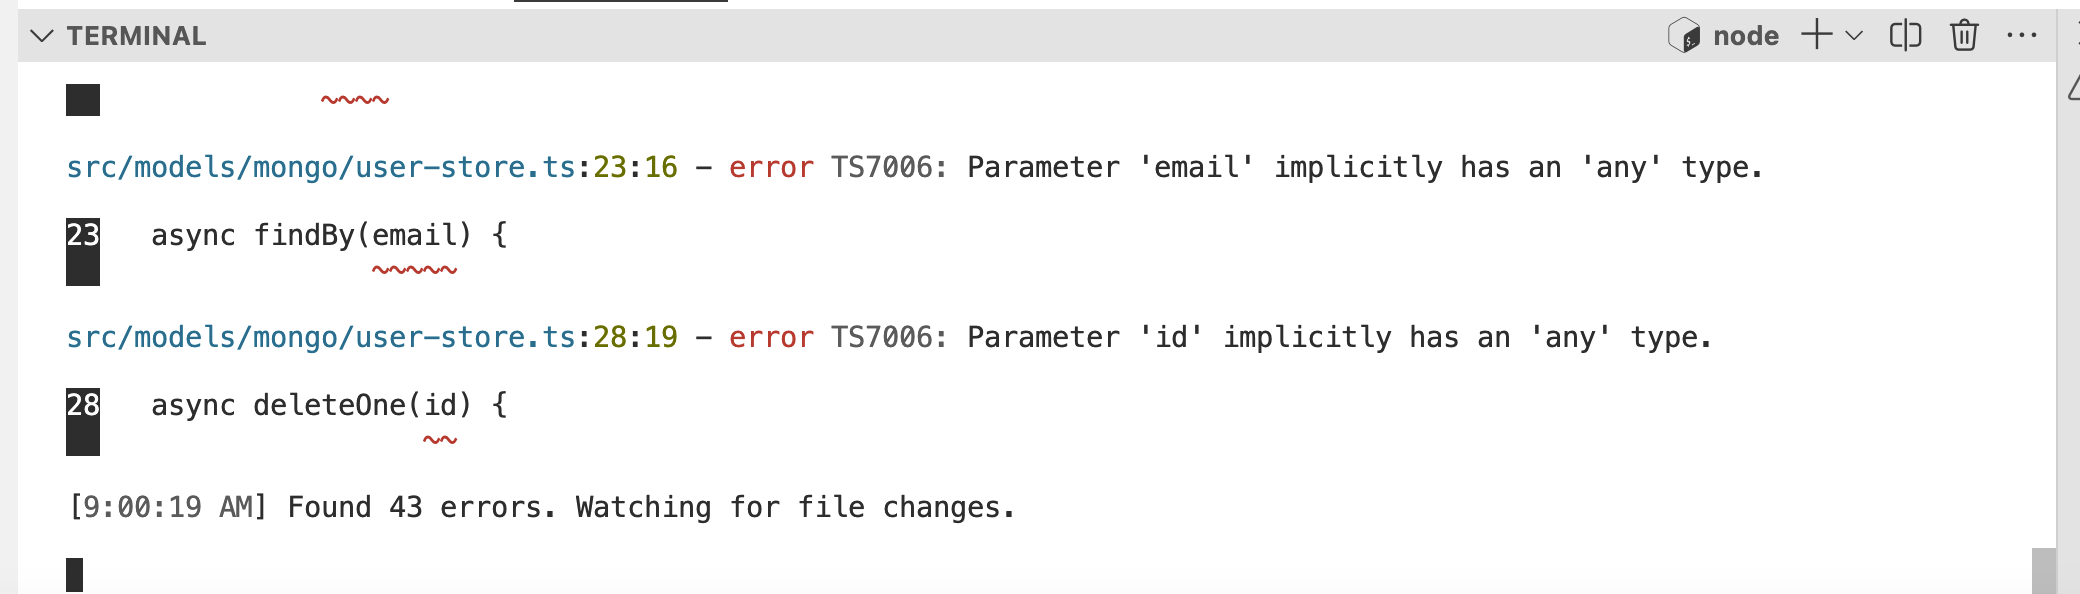 TERMINAL
node
src/models/mongo/user-store.ts:23:16 - error TS7006: Parameter 'email' implicitly has an 'any' type.
23   async findBy(email) {
src/models/mongo/user-store.ts:28:19 - error TS7006: Parameter 'id' implicitly has an 'any' type.
28   async deleteOne(id) {
[9:00:19 AM] Found 43 errors. Watching for file changes.